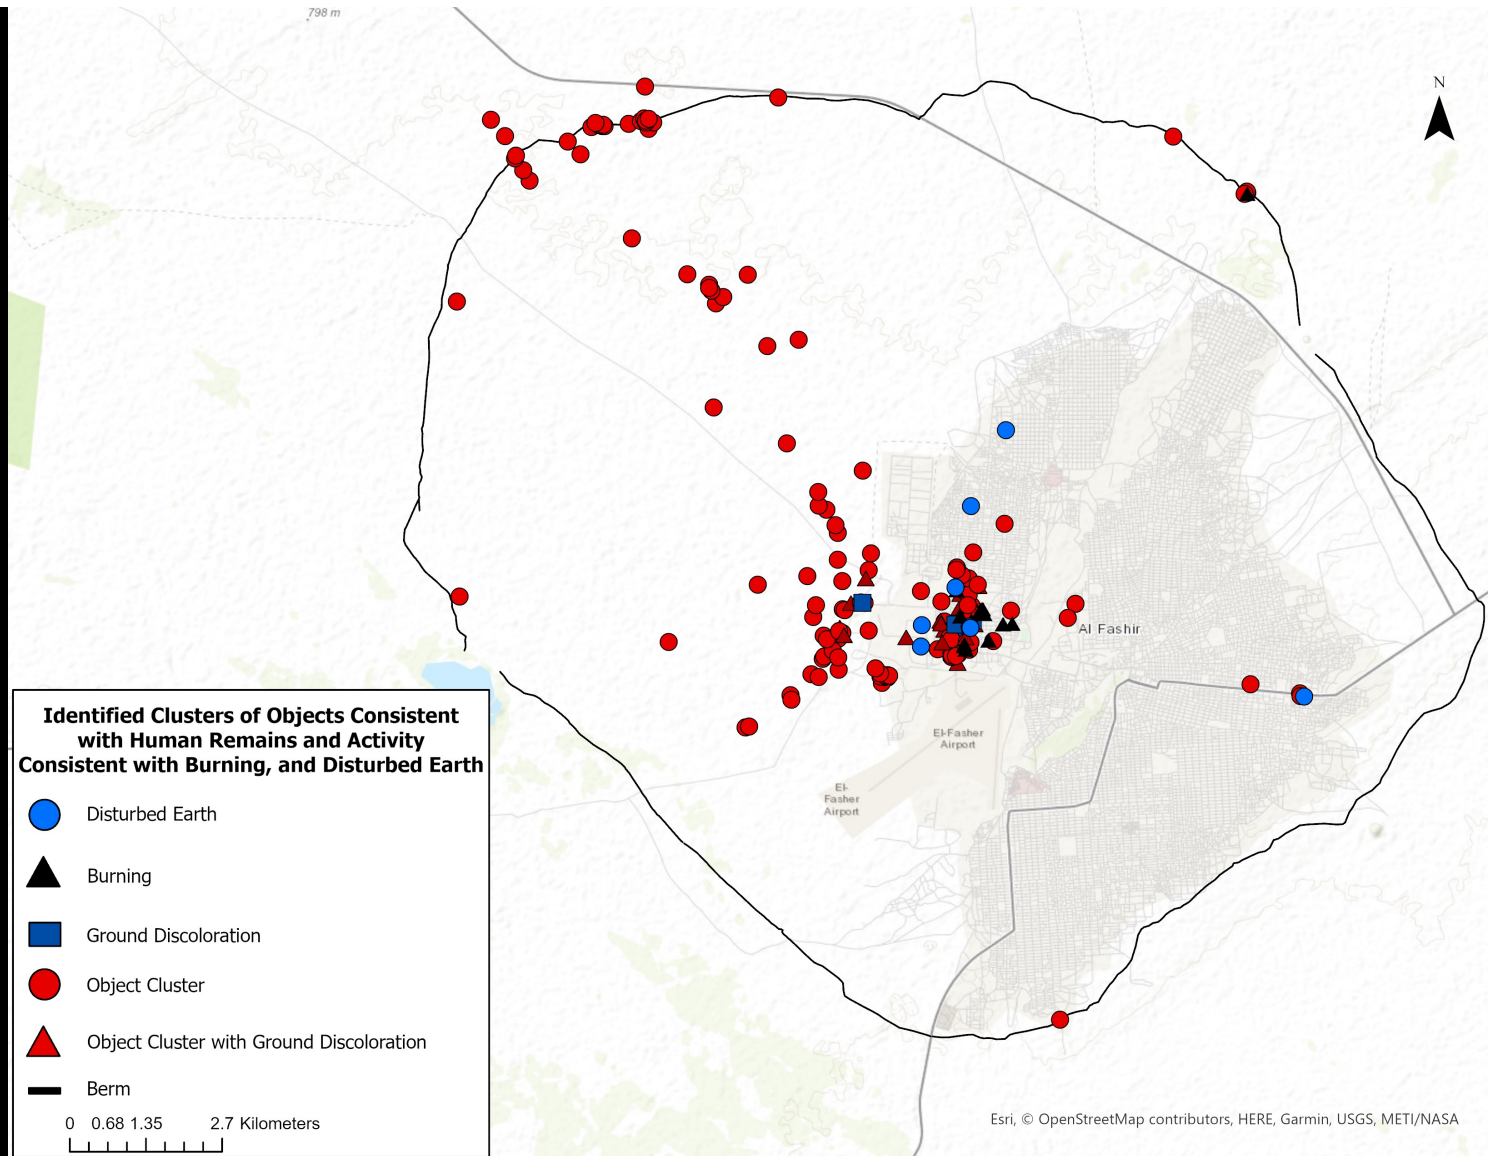 798 m
N
Al Fashir
El-Fasher
Airport
El-
Fasher
Airport
Identified Clusters of Objects Consistent
with Human Remains and Activity
Consistent with Burning, and Disturbed Earth
Disturbed Earth
Burning
Ground Discoloration
Object Cluster
Object Cluster with Ground Discoloration
Berm
0 0.68 1.35 2.7 Kilometers
Esri, © OpenStreetMap contributors, HERE, Garmin, USGS, METI/NASA